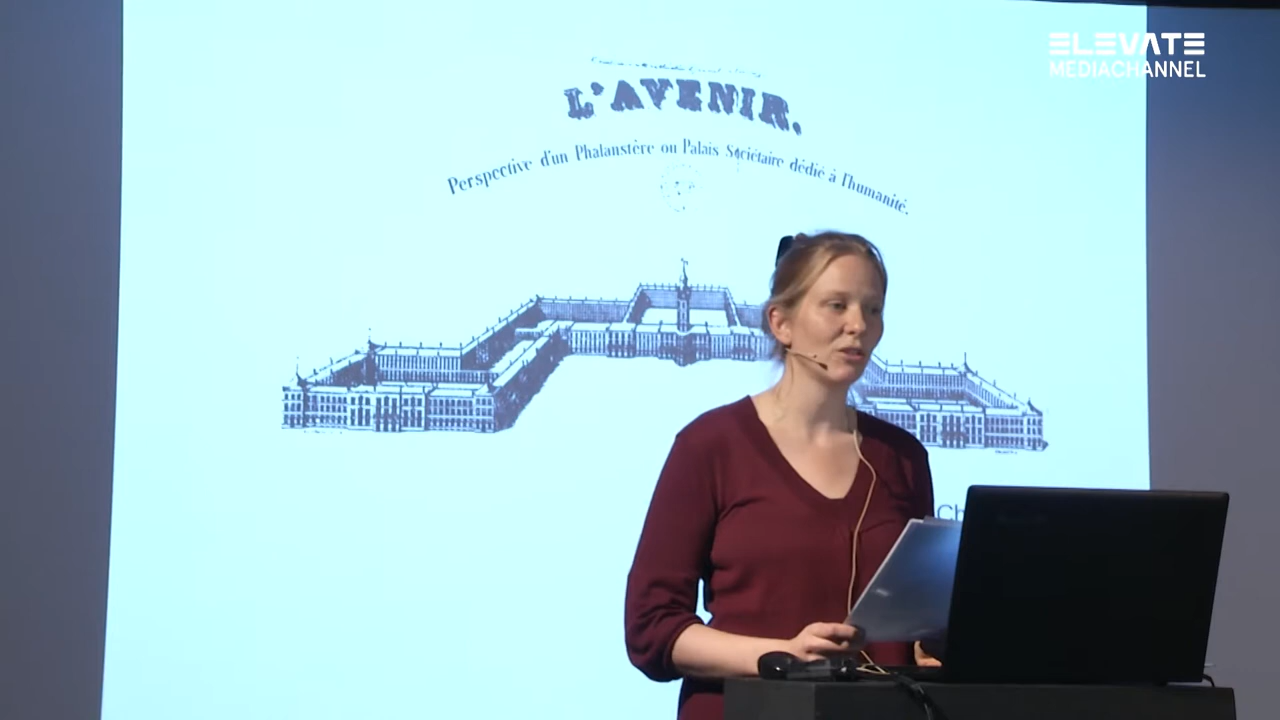 ELEVATE
MEDIACHANNEL
L'AVENIR.
Perspective d'un Phalanstère ou Palais Sociétaire dédié à l'humanité.